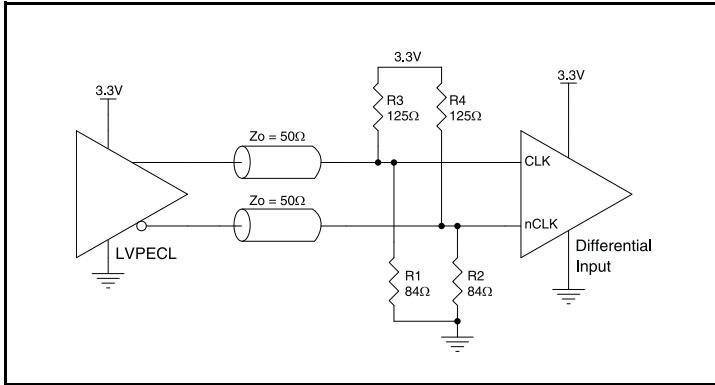 3.3V
3.3V
3.3V
R3
125Ω
R4
125Ω
Zo = 50Ω
CLK
Zo = 50Ω
nCLK
LVPECL
Differential
Input
R1
84Ω
R2
84Ω